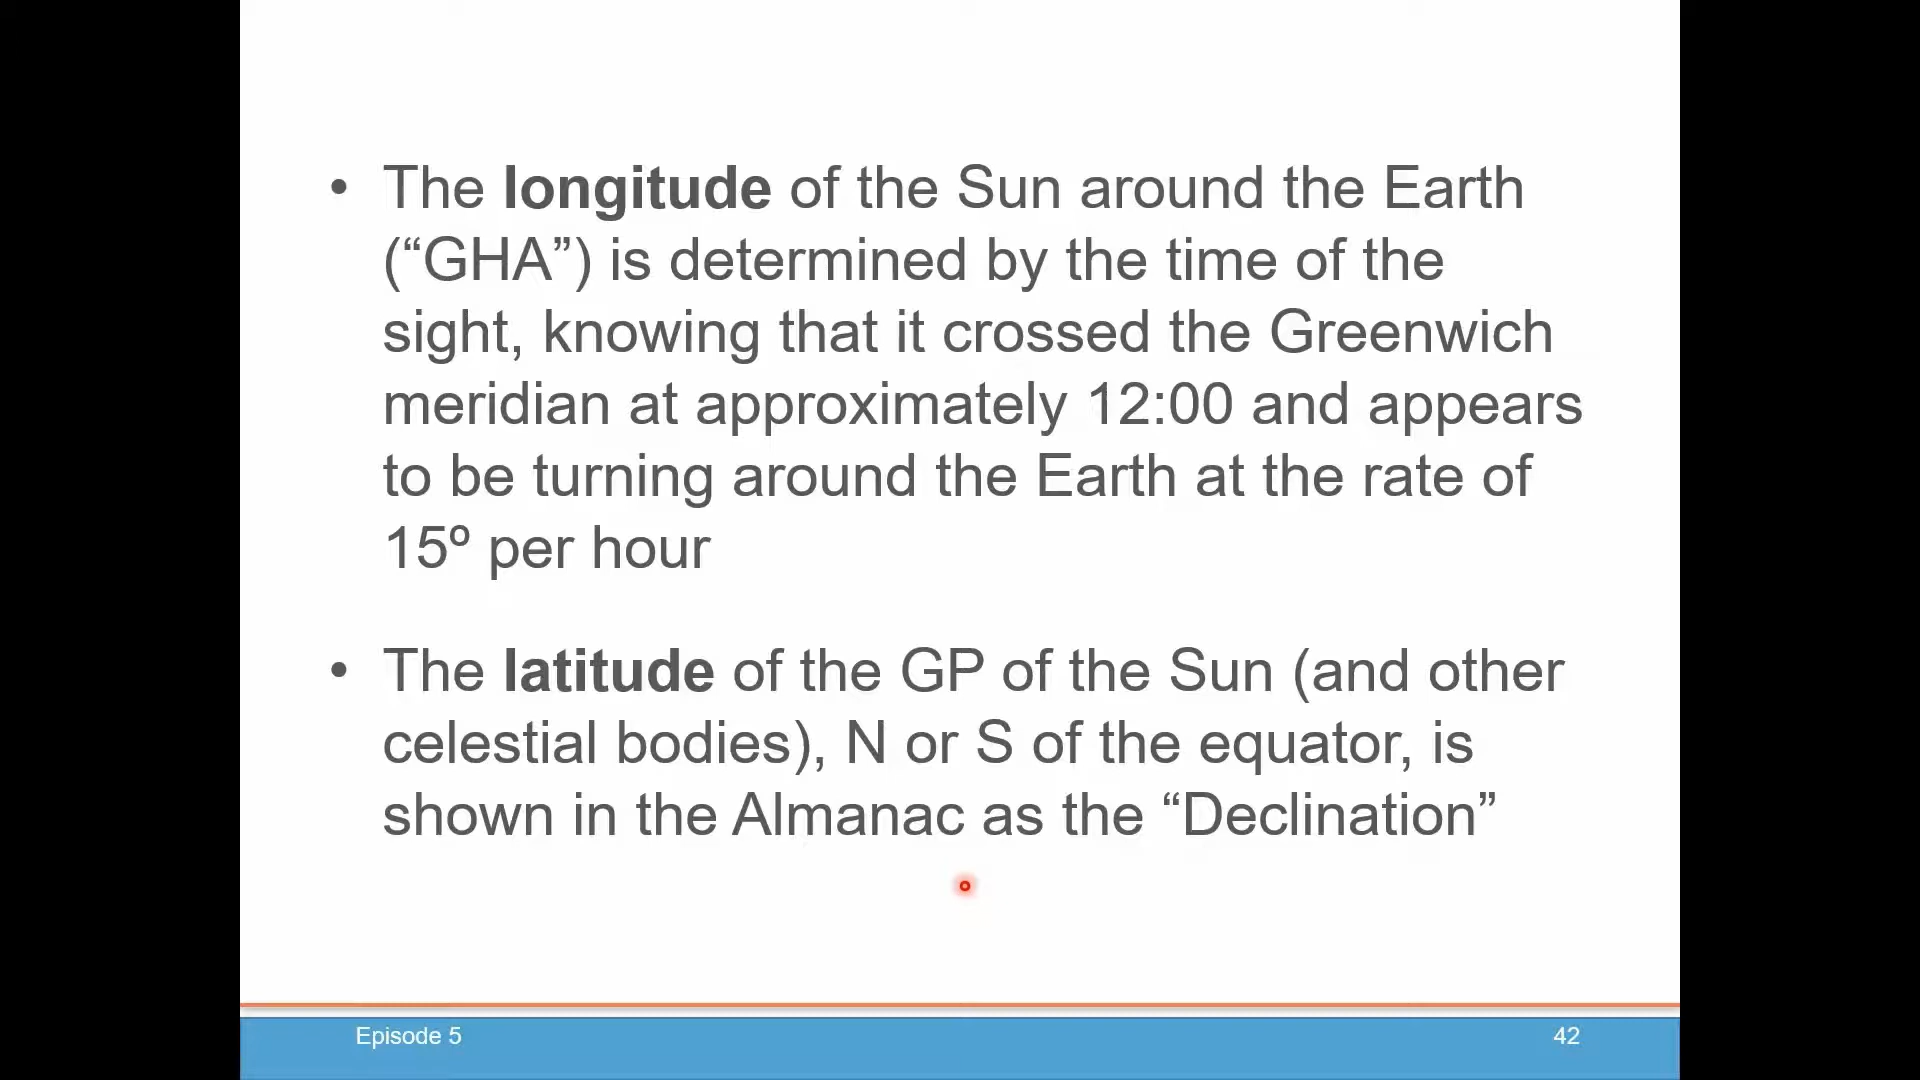 • The longitude of the Sun around the Earth
(“GHA”) is determined by the time of the
sight, knowing that it crossed the Greenwich
meridian at approximately 12:00 and appears
to be turning around the Earth at the rate of
15º per hour
• The latitude of the GP of the Sun (and other
celestial bodies), N or S of the equator, is
shown in the Almanac as the “Declination”
Episode 5
42